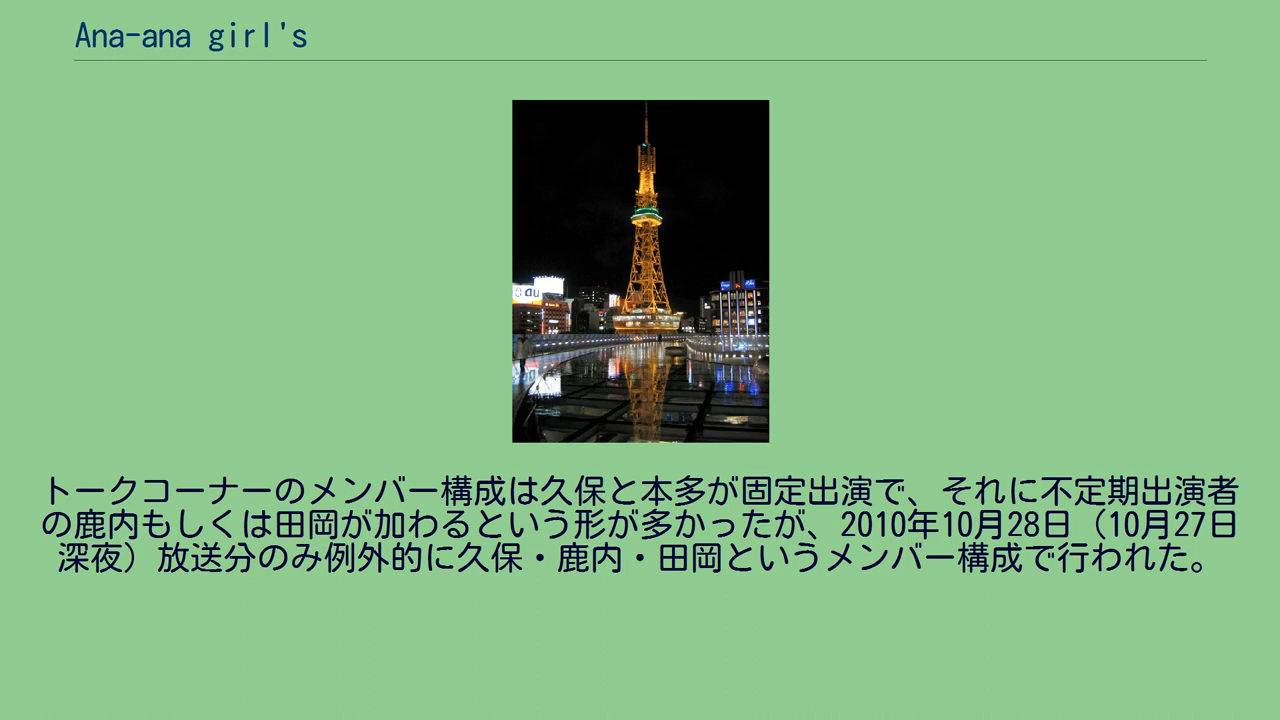 Ana-ana girl's
au
トークコーナーのメンバー構成は久保と本多が固定出演で、それに不定期出演者
の鹿内もしくは田岡が加わるという形が多かったが、2010年10月28日（10月27日
深夜）放送分のみ例外的に久保・鹿内・田岡というメンバー構成で行われた。